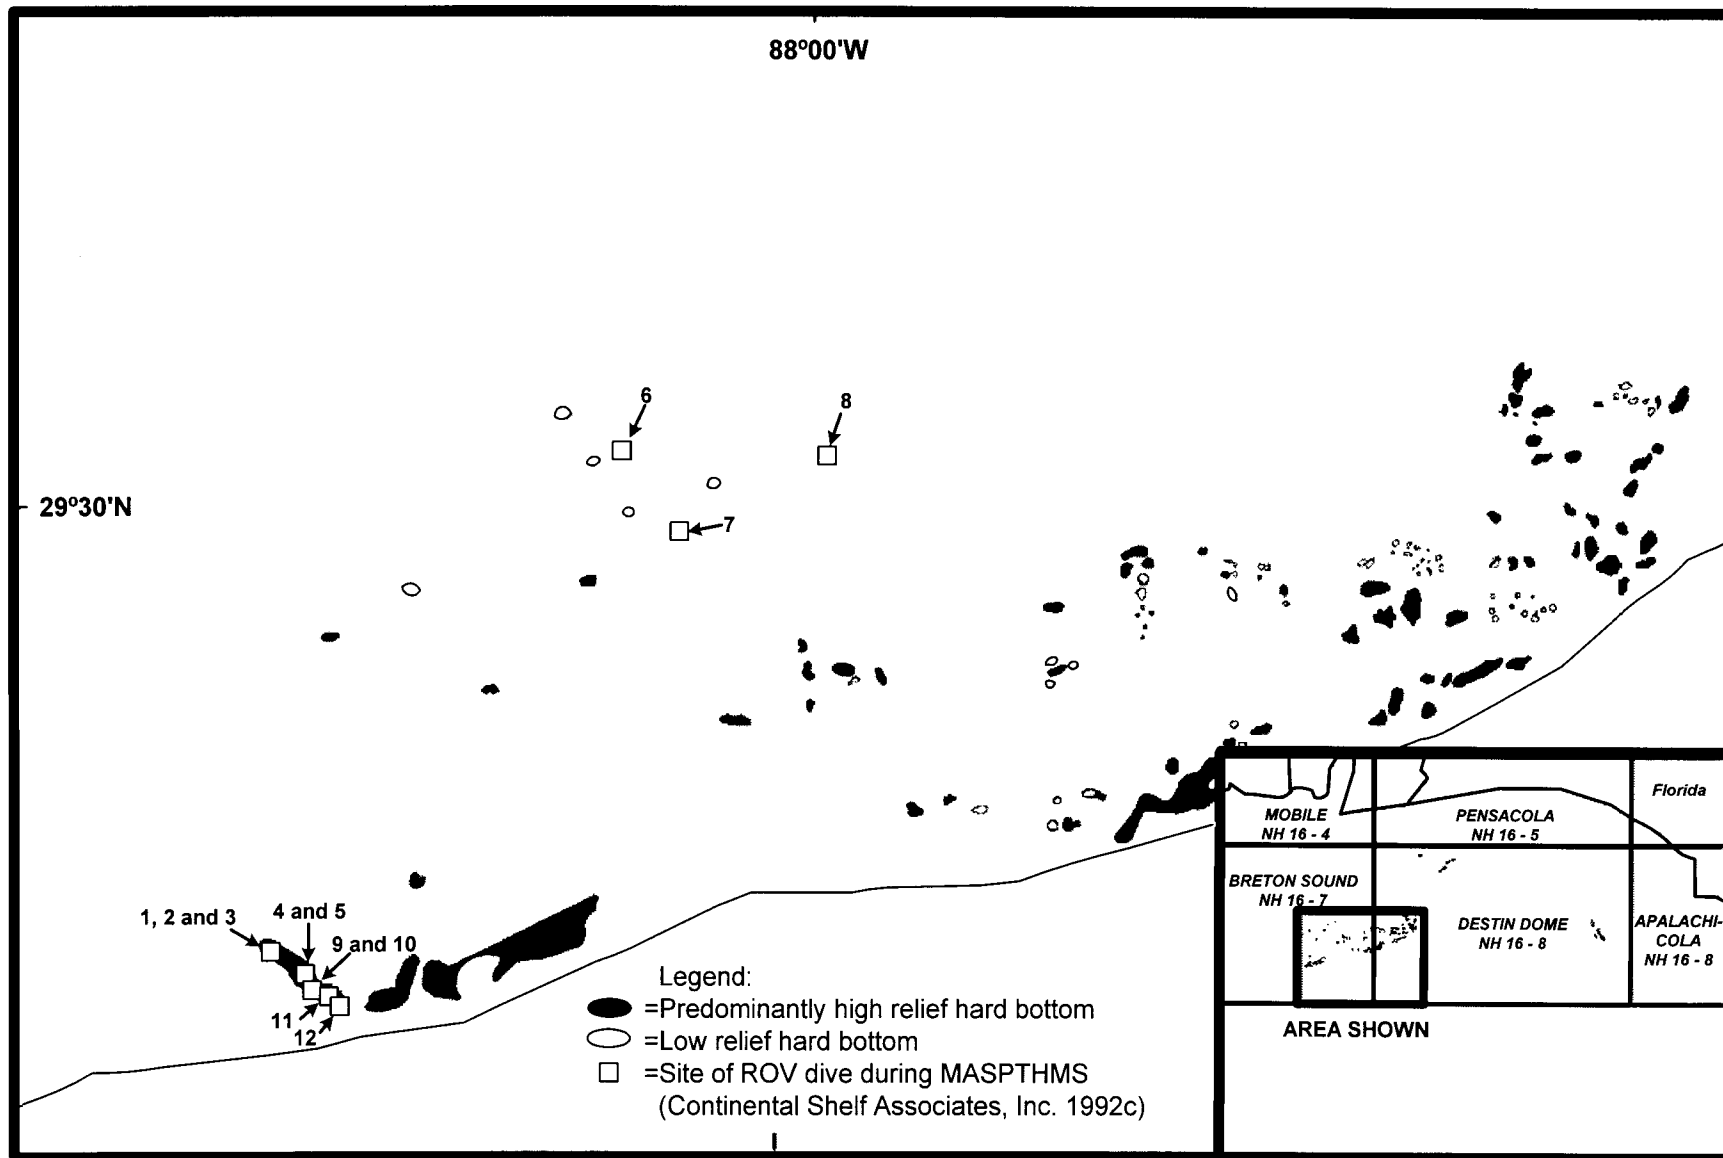 88°00'W
6
8
29°30'N
7
1, 2 and 3
4 and 5
9 and 10
11
12
Legend:
=Predominantly high relief hard bottom
=Low relief hard bottom
=Site of ROV dive during MASPTHMS
(Continental Shelf Associates, Inc. 1992c)
Florida
MOBILE
NH 16 - 4
PENSACOLA
NH 16 - 5
BRETON SOUND
NH 16 - 7
DESTIN DOME
NH 16 - 8
APALACHI-
COLA
NH 16 - 8
AREA SHOWN